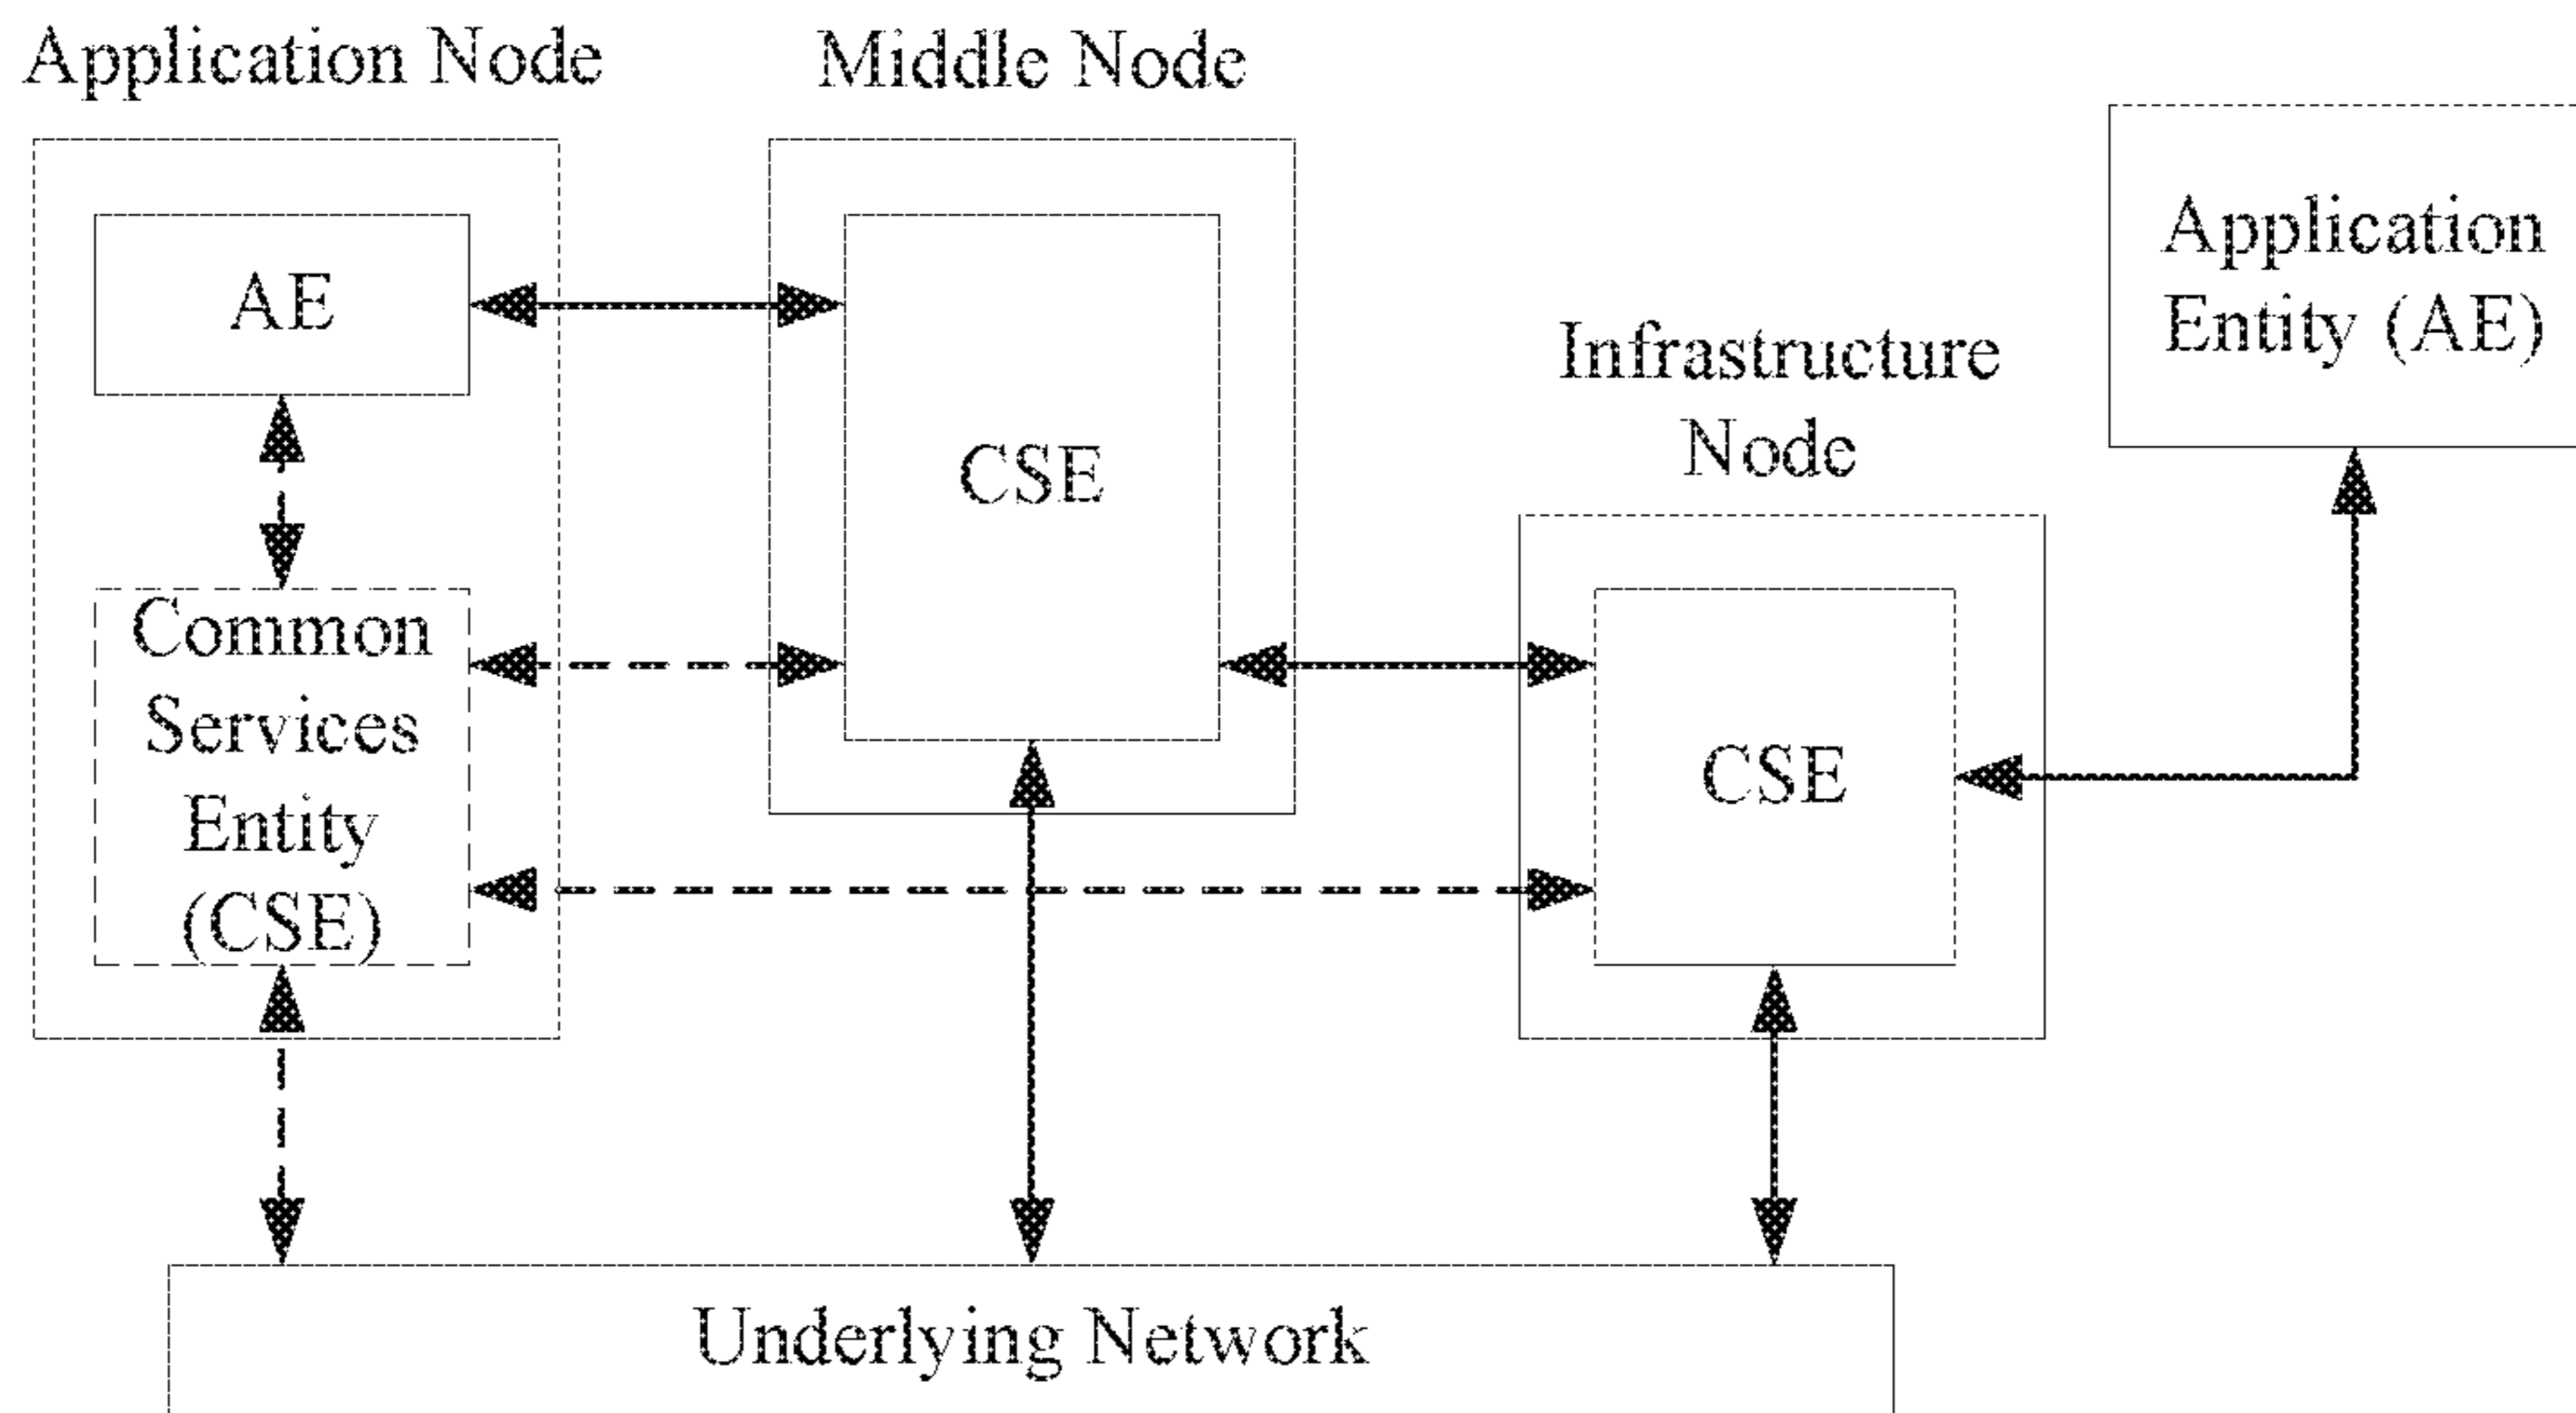 Application Node
Middle Node
Application
Entity (AE)
AE
Infrastructure
Node
CSE
Common
Services
Entity
(CSE)
CSE
Underlying Network